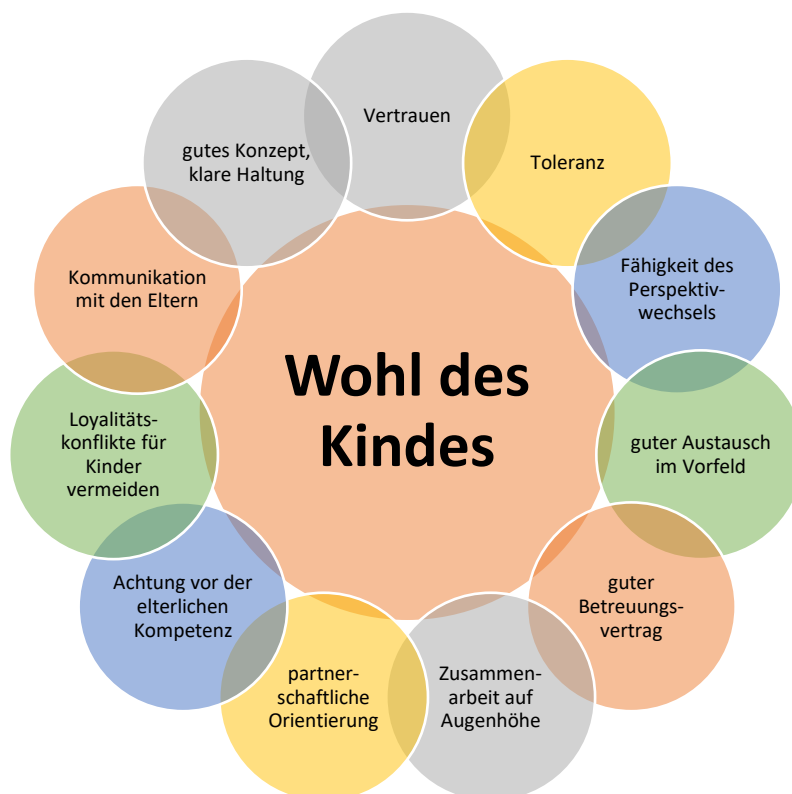 Vertrauen
Toleranz
Fähigkeit des
Perspektiv-
wechsels
guter Austausch
im Vorfeld
guter
Betreuungs-
vertrag
Zusammen-
arbeit auf
Augenhöhe
partner-
schaftliche
Orientierung
Achtung vor der
elterlichen
Kompetenz
Loyalitäts-
konflikte für
Kinder
vermeiden
Kommunikation
mit den Eltern
gutes Konzept,
klare Haltung
Wohl des
Kindes